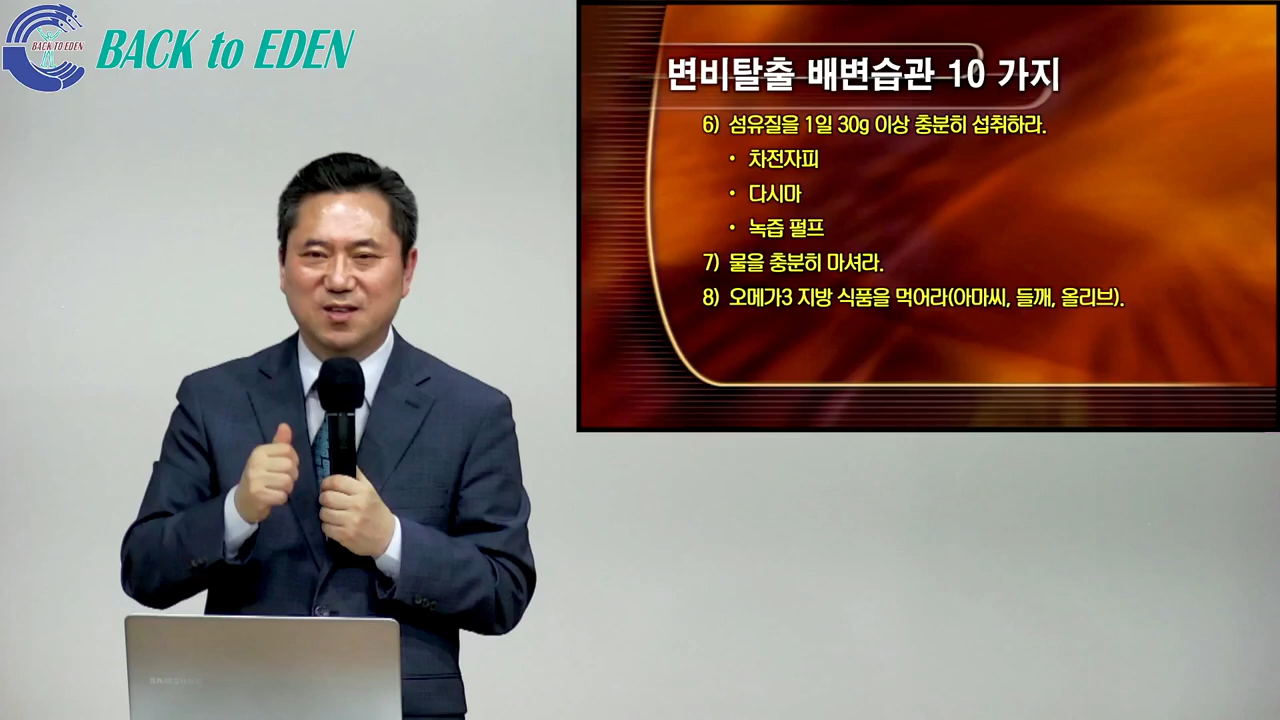 BACK TO EDEN
BACK to EDEN
변비탈출 배변습관 10 가지
6) 섬유질을 1일 30g 이상 충분히 섭취하라.
• 차전자피
• 다시마
• 녹즙 펄프
7) 물을 충분히 마셔라.
8) 오메가3 지방 식품을 먹어라(아마씨, 들깨, 올리브).
SAMSUNG